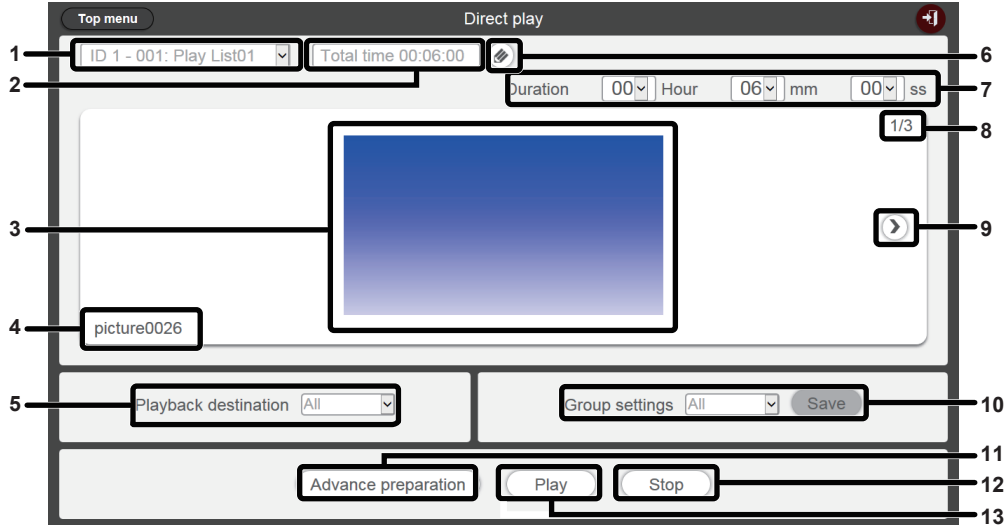 Top menu Direct play
1 ID 1 - 001: Play List01 Total time 00:06:00 6
2 Duration 00 Hour 06 mm 00 ss 7
1/3 8
3 9
4 picture0026
5 Playback destination All Group settings All Save 10
11
Advance preparation Play Stop 12
13